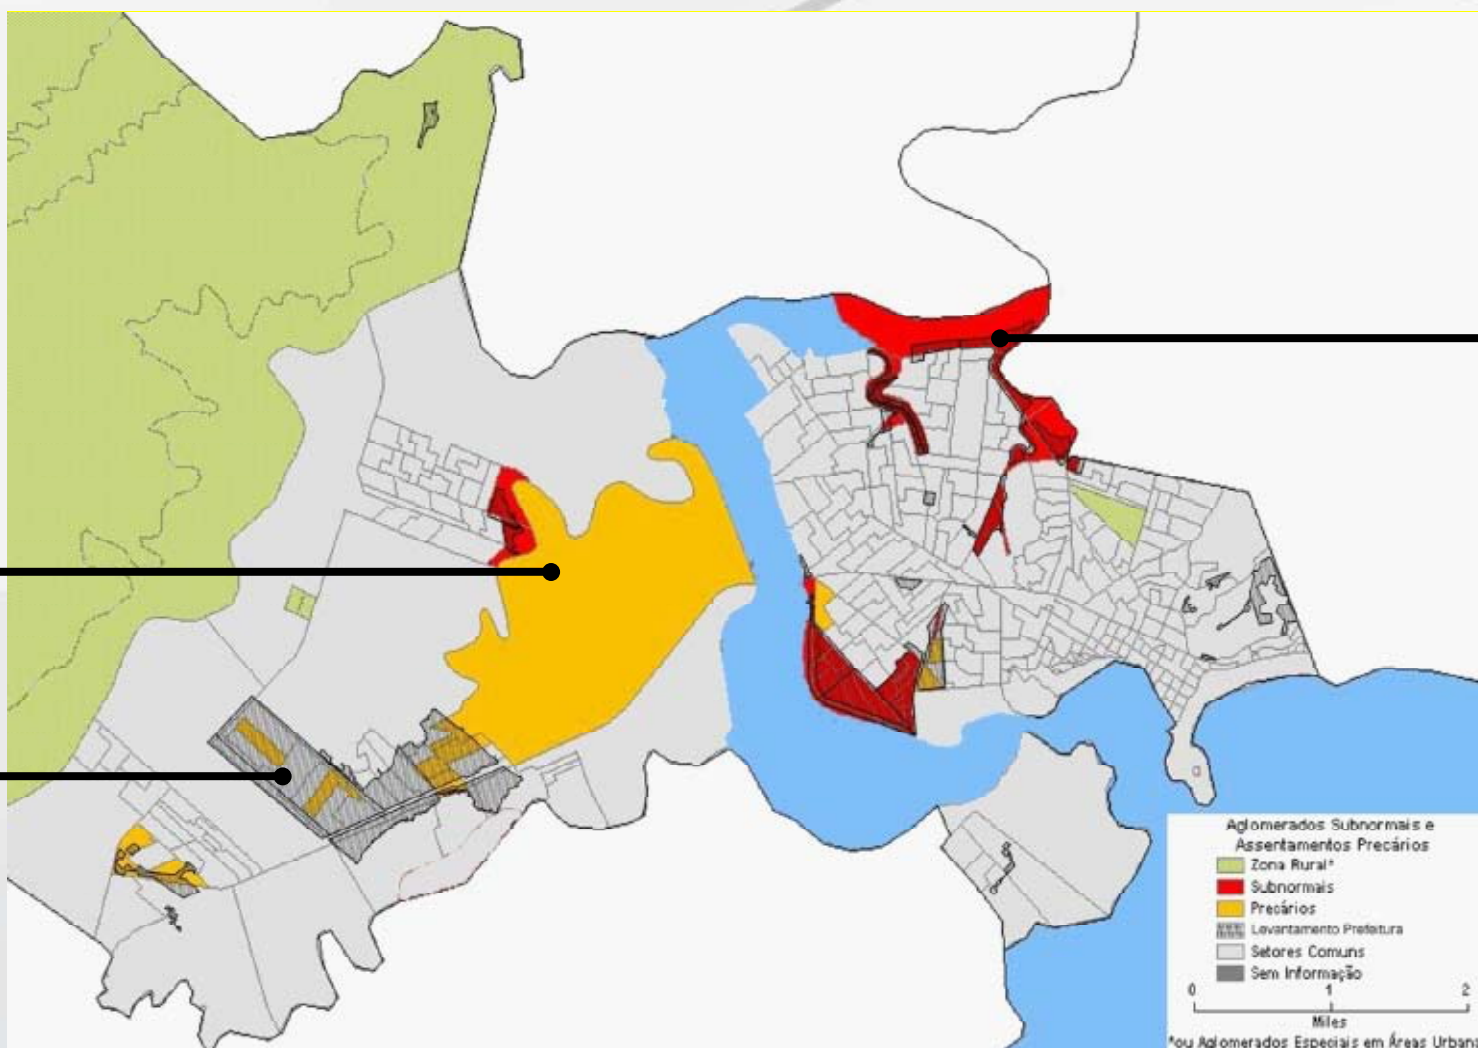 Aglomerados Subnormais e
Assentamentos Precários
Zona Rural*
Subnormais
Precários
Levantamento Prefeitura
Setores Comuns
Sem Informação
0 1 2
Miles
*ou Aglomerados Especiais em Áreas Urbana